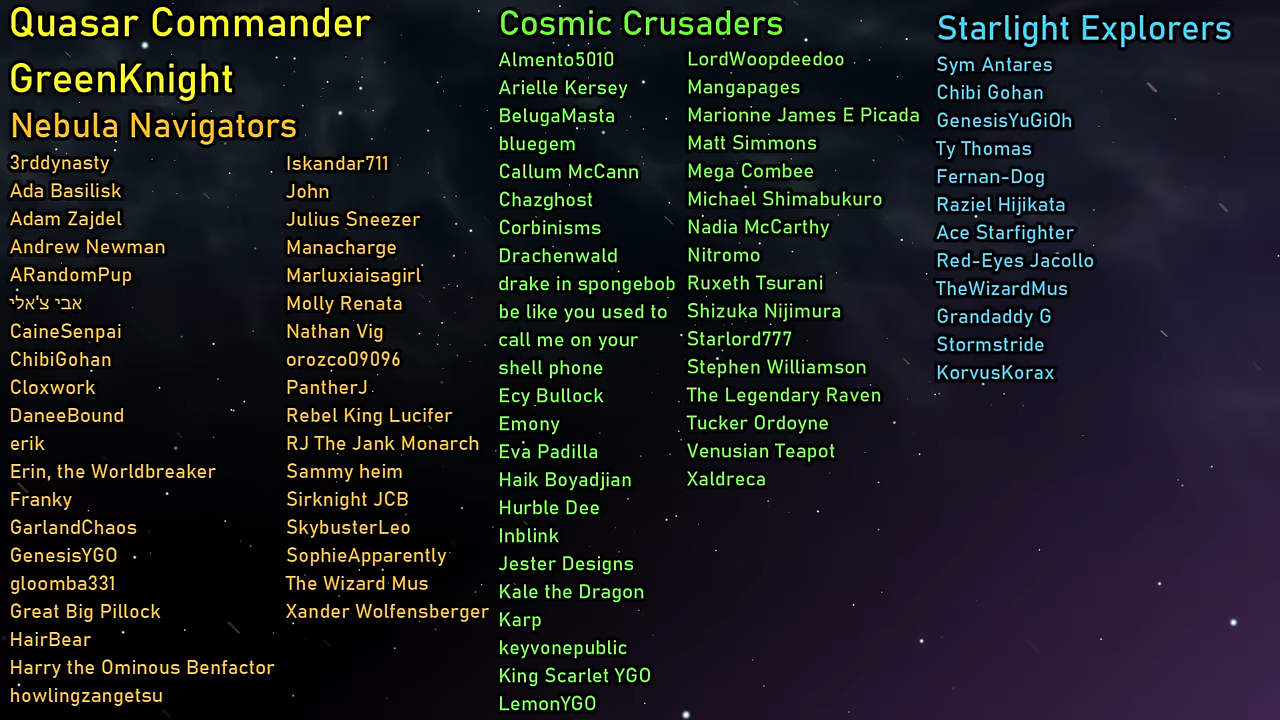 Quasar Commander
GreenKnight
Nebula Navigators
3rddynasty
Ada Basilisk
Adam Zajdel
Andrew Newman
ARandomPup
אבי צ'אלי
CaineSenpai
ChibiGohan
Cloxwork
DaneeBound
erik
Erin, the Worldbreaker
Franky
GarlandChaos
GenesisYGO
gloomba331
Great Big Pillock
HairBear
Harry the Ominous Benfactor
howlingzangetsu
Iskandar711
John
Julius Sneezer
Manacharge
Marluxiaisagirl
Molly Renata
Nathan Vig
orozco09096
PantherJ
Rebel King Lucifer
RJ The Jank Monarch
Sammy heim
Sirknight JCB
SkybusterLeo
SophieApparently
The Wizard Mus
Xander Wolfensberger
Cosmic Crusaders
Almento5010
Arielle Kersey
BelugaMasta
bluegem
Callum McCann
Chazghost
Corbinisms
Drachenwald
drake in spongebob
be like you used to
call me on your
shell phone
Ecy Bullock
Emony
Eva Padilla
Haik Boyadjian
Hurble Dee
Inblink
Jester Designs
Kale the Dragon
Karp
keyvonepublic
King Scarlet YGO
LemonYGO
LordWoopdeedoo
Mangapages
Marionne James E Picada
Matt Simmons
Mega Combee
Michael Shimabukuro
Nadia McCarthy
Nitromo
Ruxeth Tsurani
Shizuka Nijimura
Starlord777
Stephen Williamson
The Legendary Raven
Tucker Ordoyne
Venusian Teapot
Xaldreca
Starlight Explorers
Sym Antares
Chibi Gohan
GenesisYuGiOh
Ty Thomas
Fernan-Dog
Raziel Hijikata
Ace Starfighter
Red-Eyes Jacollo
TheWizardMus
Grandaddy G
Stormstride
KorvusKorax